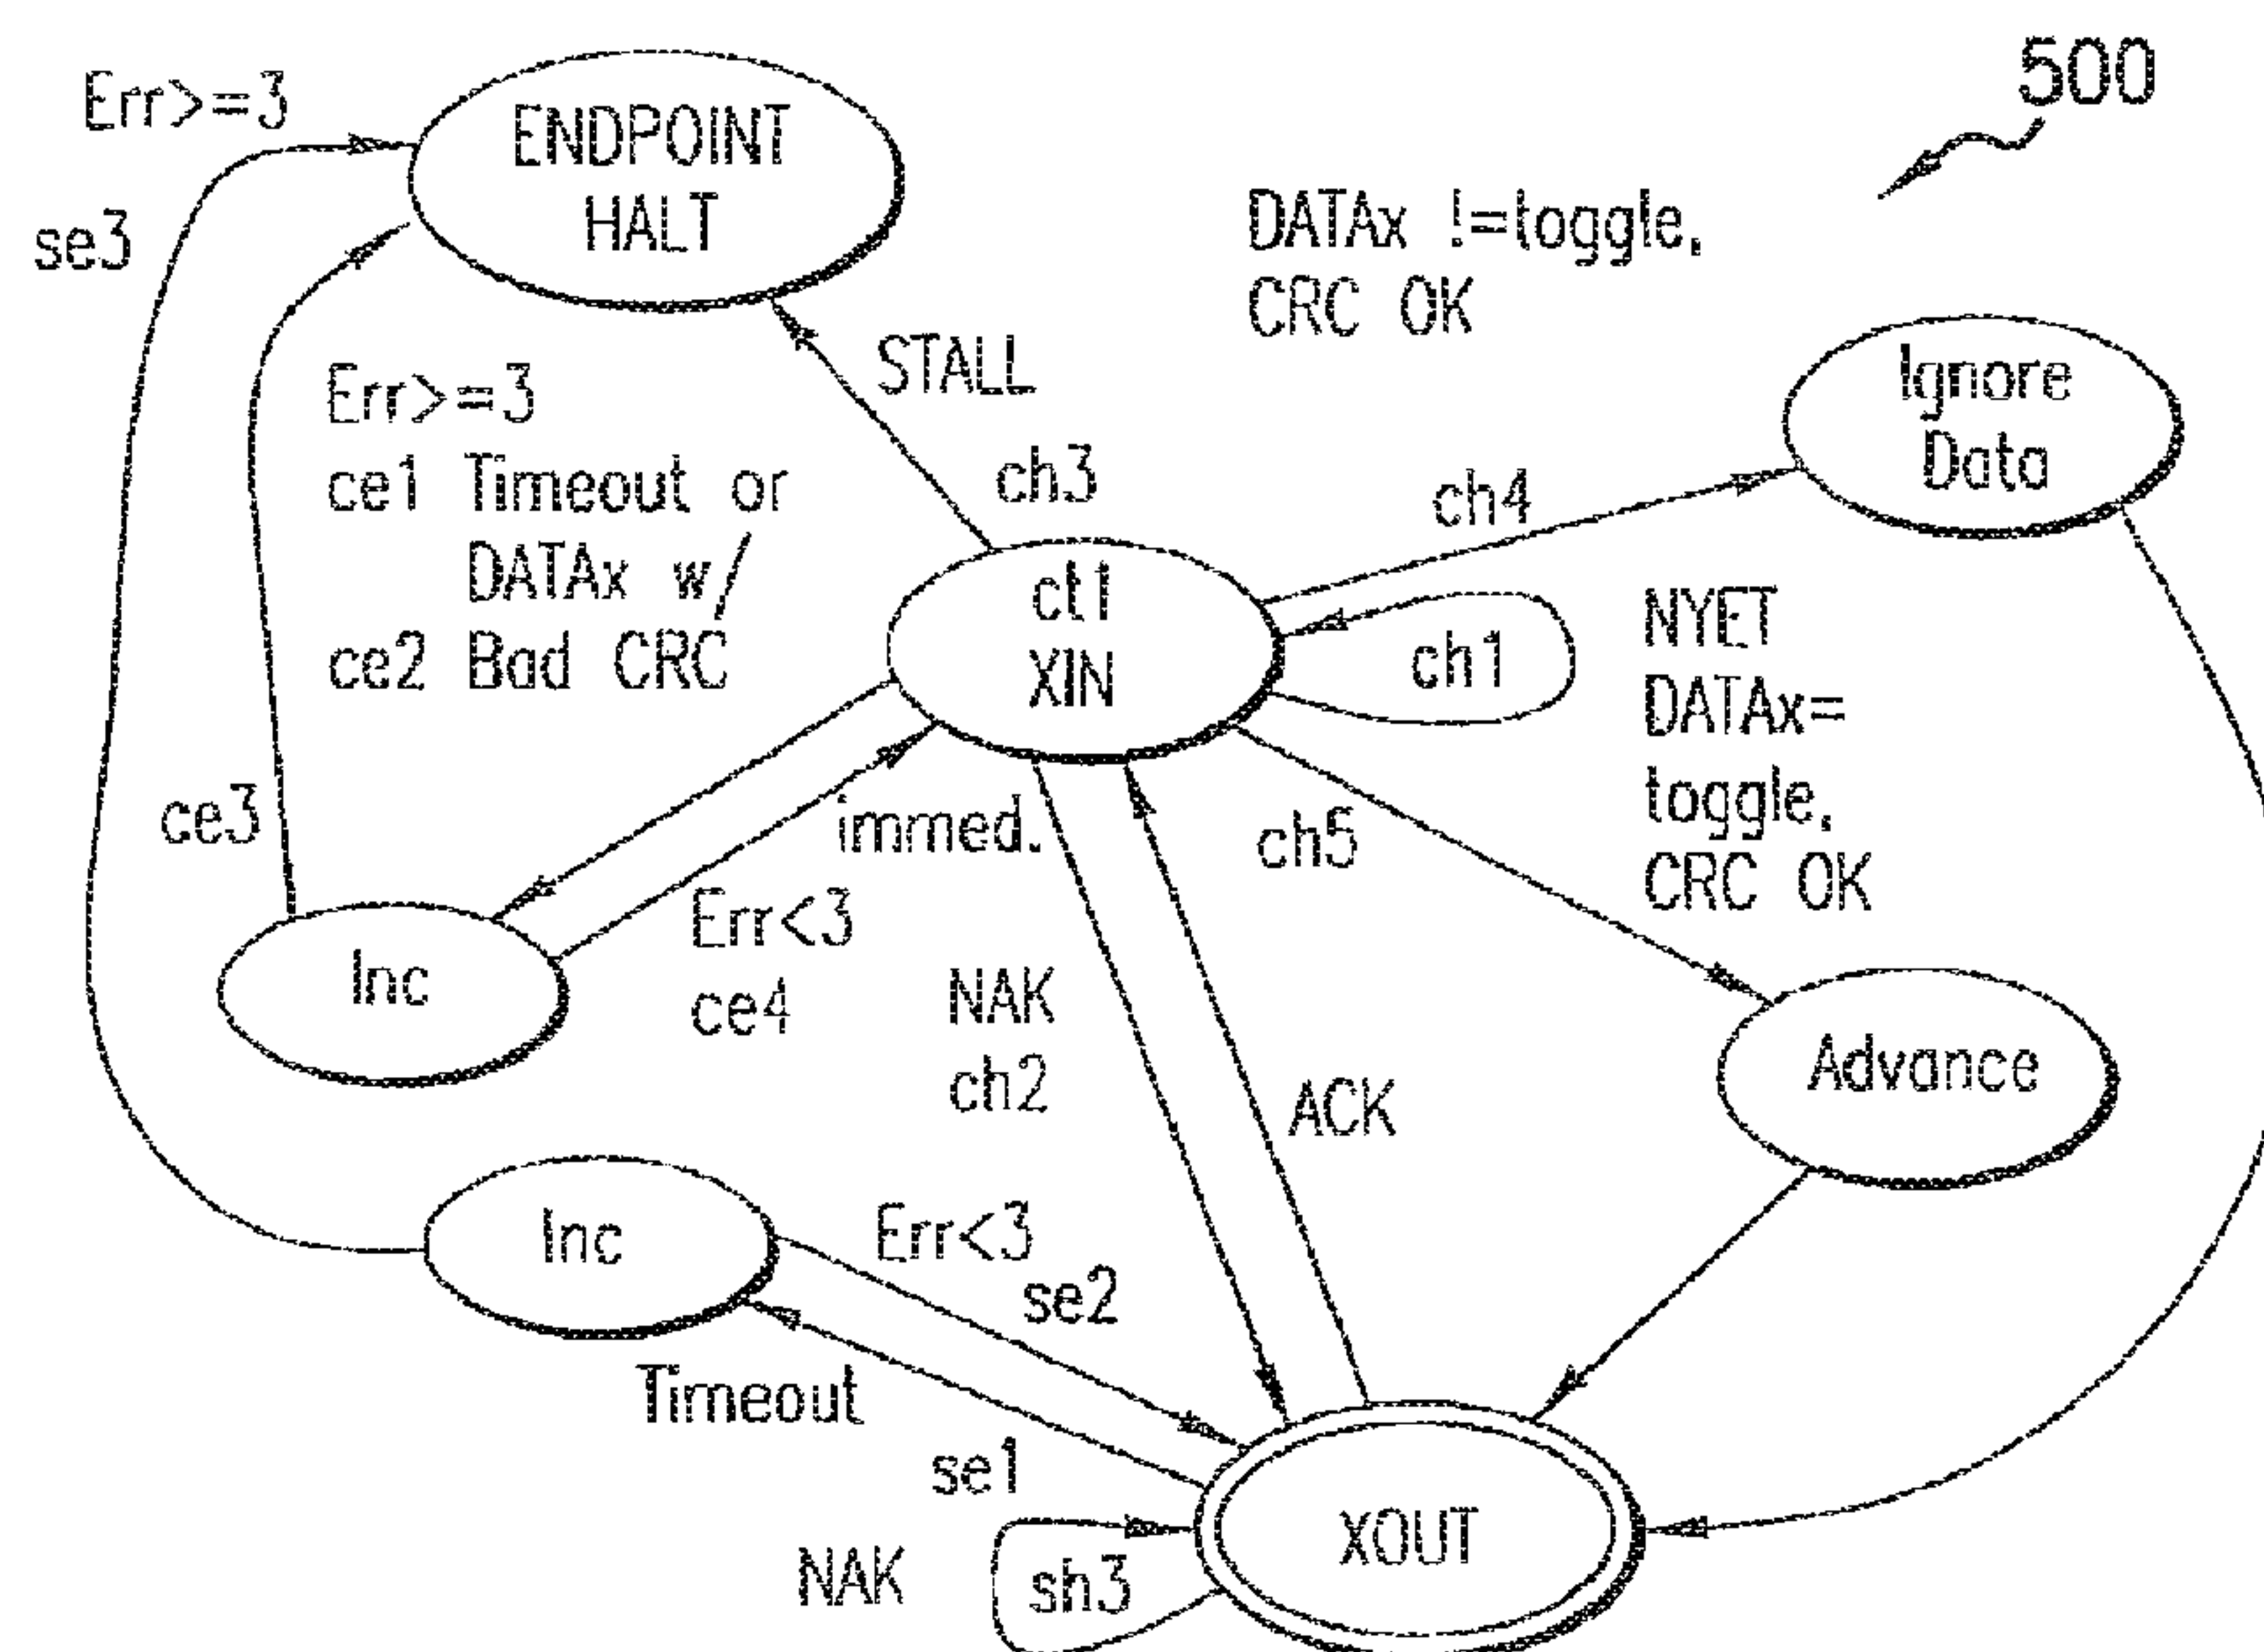 500
Err>=3
ENDPOINT
HALT
se3
DATAx !=toggle,
CRC OK
STALL
Ignore
Data
Err>=3
ce1 Timeout or
DATAx w/
ce2 Bad CRC
ch3
ch4
ct1
XIN
ch1
NYET
DATAx=
toggle,
CRC OK
ce3
immed.
ch5
Err<3
ce4
Inc
NAK
ch2
ACK
Advance
Inc
Err<3
se2
Timeout
se1
XOUT
NAK
sh3